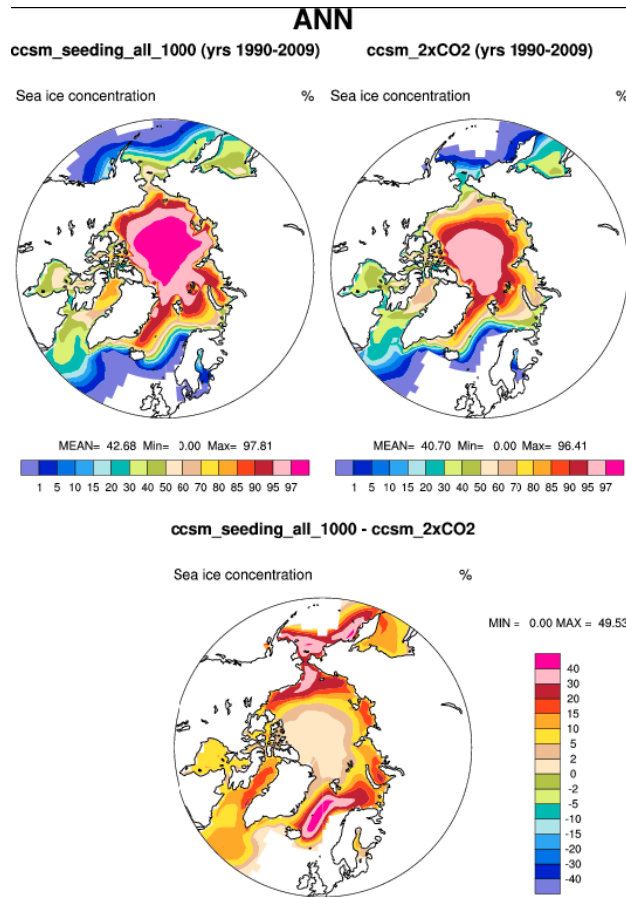 ANN
ccsm_seeding_all_1000 (yrs 1990-2009) ccsm_2xCO2 (yrs 1990-2009)
Sea ice concentration % Sea ice concentration %
MEAN= 42.68 Min= 0.00 Max= 97.81 MEAN= 40.70 Min= 0.00 Max= 96.41
1 5 10 15 20 30 40 50 60 70 80 85 90 95 97 1 5 10 15 20 30 40 50 60 70 80 85 90 95 97
ccsm_seeding_all_1000 - ccsm_2xCO2
Sea ice concentration %
MIN = 0.00 MAX = 49.53
40
30
20
15
10
5
2
0
-2
-5
-10
-15
-20
-30
-40